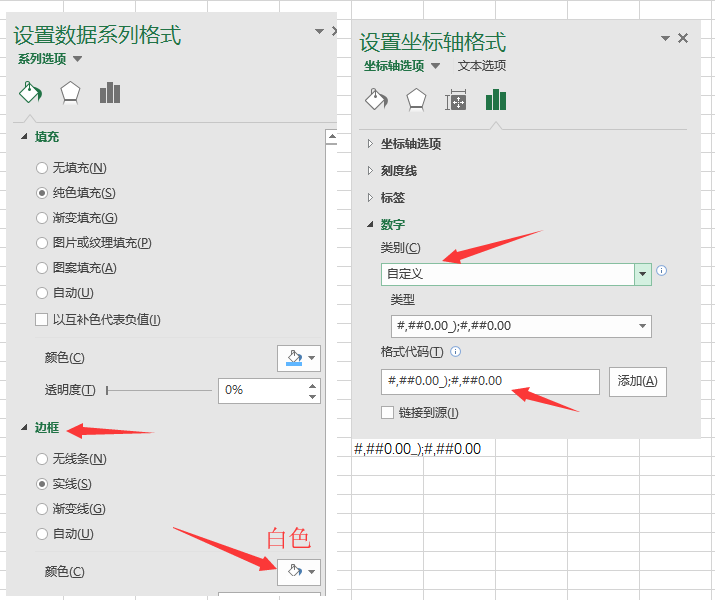 设置数据系列格式
系列选项
填充
无填充(N)
纯色填充(S)
渐变填充(G)
图片或纹理填充(P)
图案填充(A)
自动(U)
以互补色代表负值(I)
颜色(C)
透明度(T)
0%
边框
无线条(N)
实线(S)
渐变线(G)
自动(U)
白色
颜色(C)
设置坐标轴格式
坐标轴选项 文本选项
坐标轴选项
刻度线
标签
数字
类别(C)
自定义
类型
#,##0.00_);#,##0.00
格式代码(T)
#,##0.00_);#,##0.00
添加(A)
链接到源(I)
#,##0.00_);#,##0.00